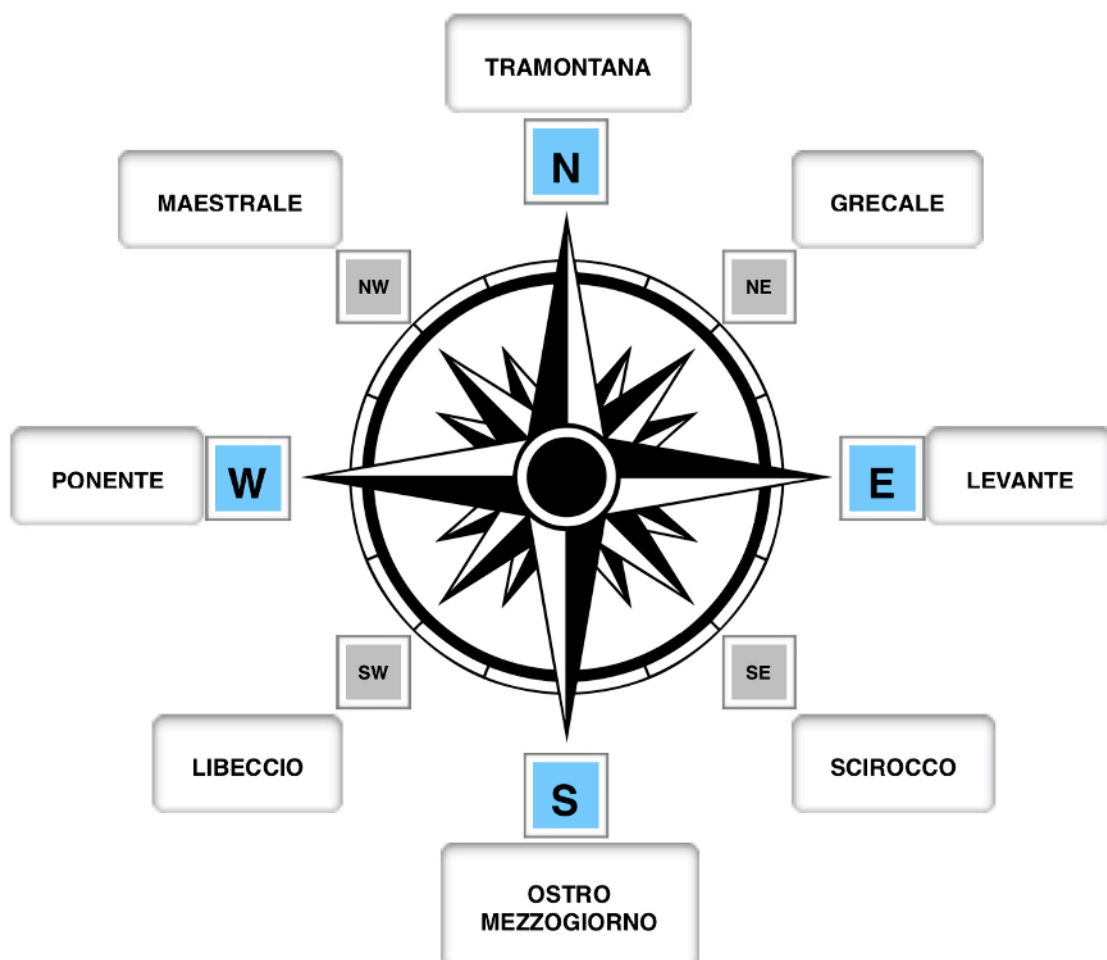 TRAMONTANA
N
MAESTRALE
GRECALE
NW
NE
PONENTE
W
E
LEVANTE
SW
SE
LIBECCIO
SCIROCCO
S
OSTRO
MEZZOGIORNO